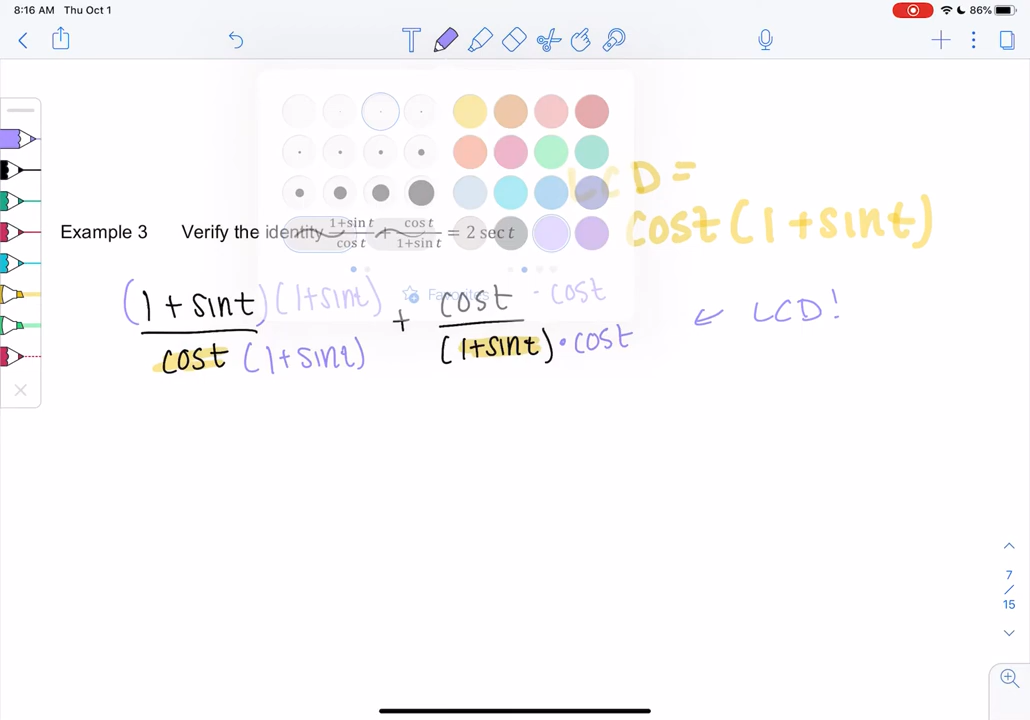 8:16 AM Thu Oct 1
86%
T
LCD =
cost (1+sint)
Example 3 Verify the identity (1+sin t)/(cos t) + (cos t)/(1+sin t) = 2 sec t
Favorites
(1 + sint)(1+sint) / cost (1+sint) + cost · cost / (1+sint) · cost ← LCD!
7
/
15